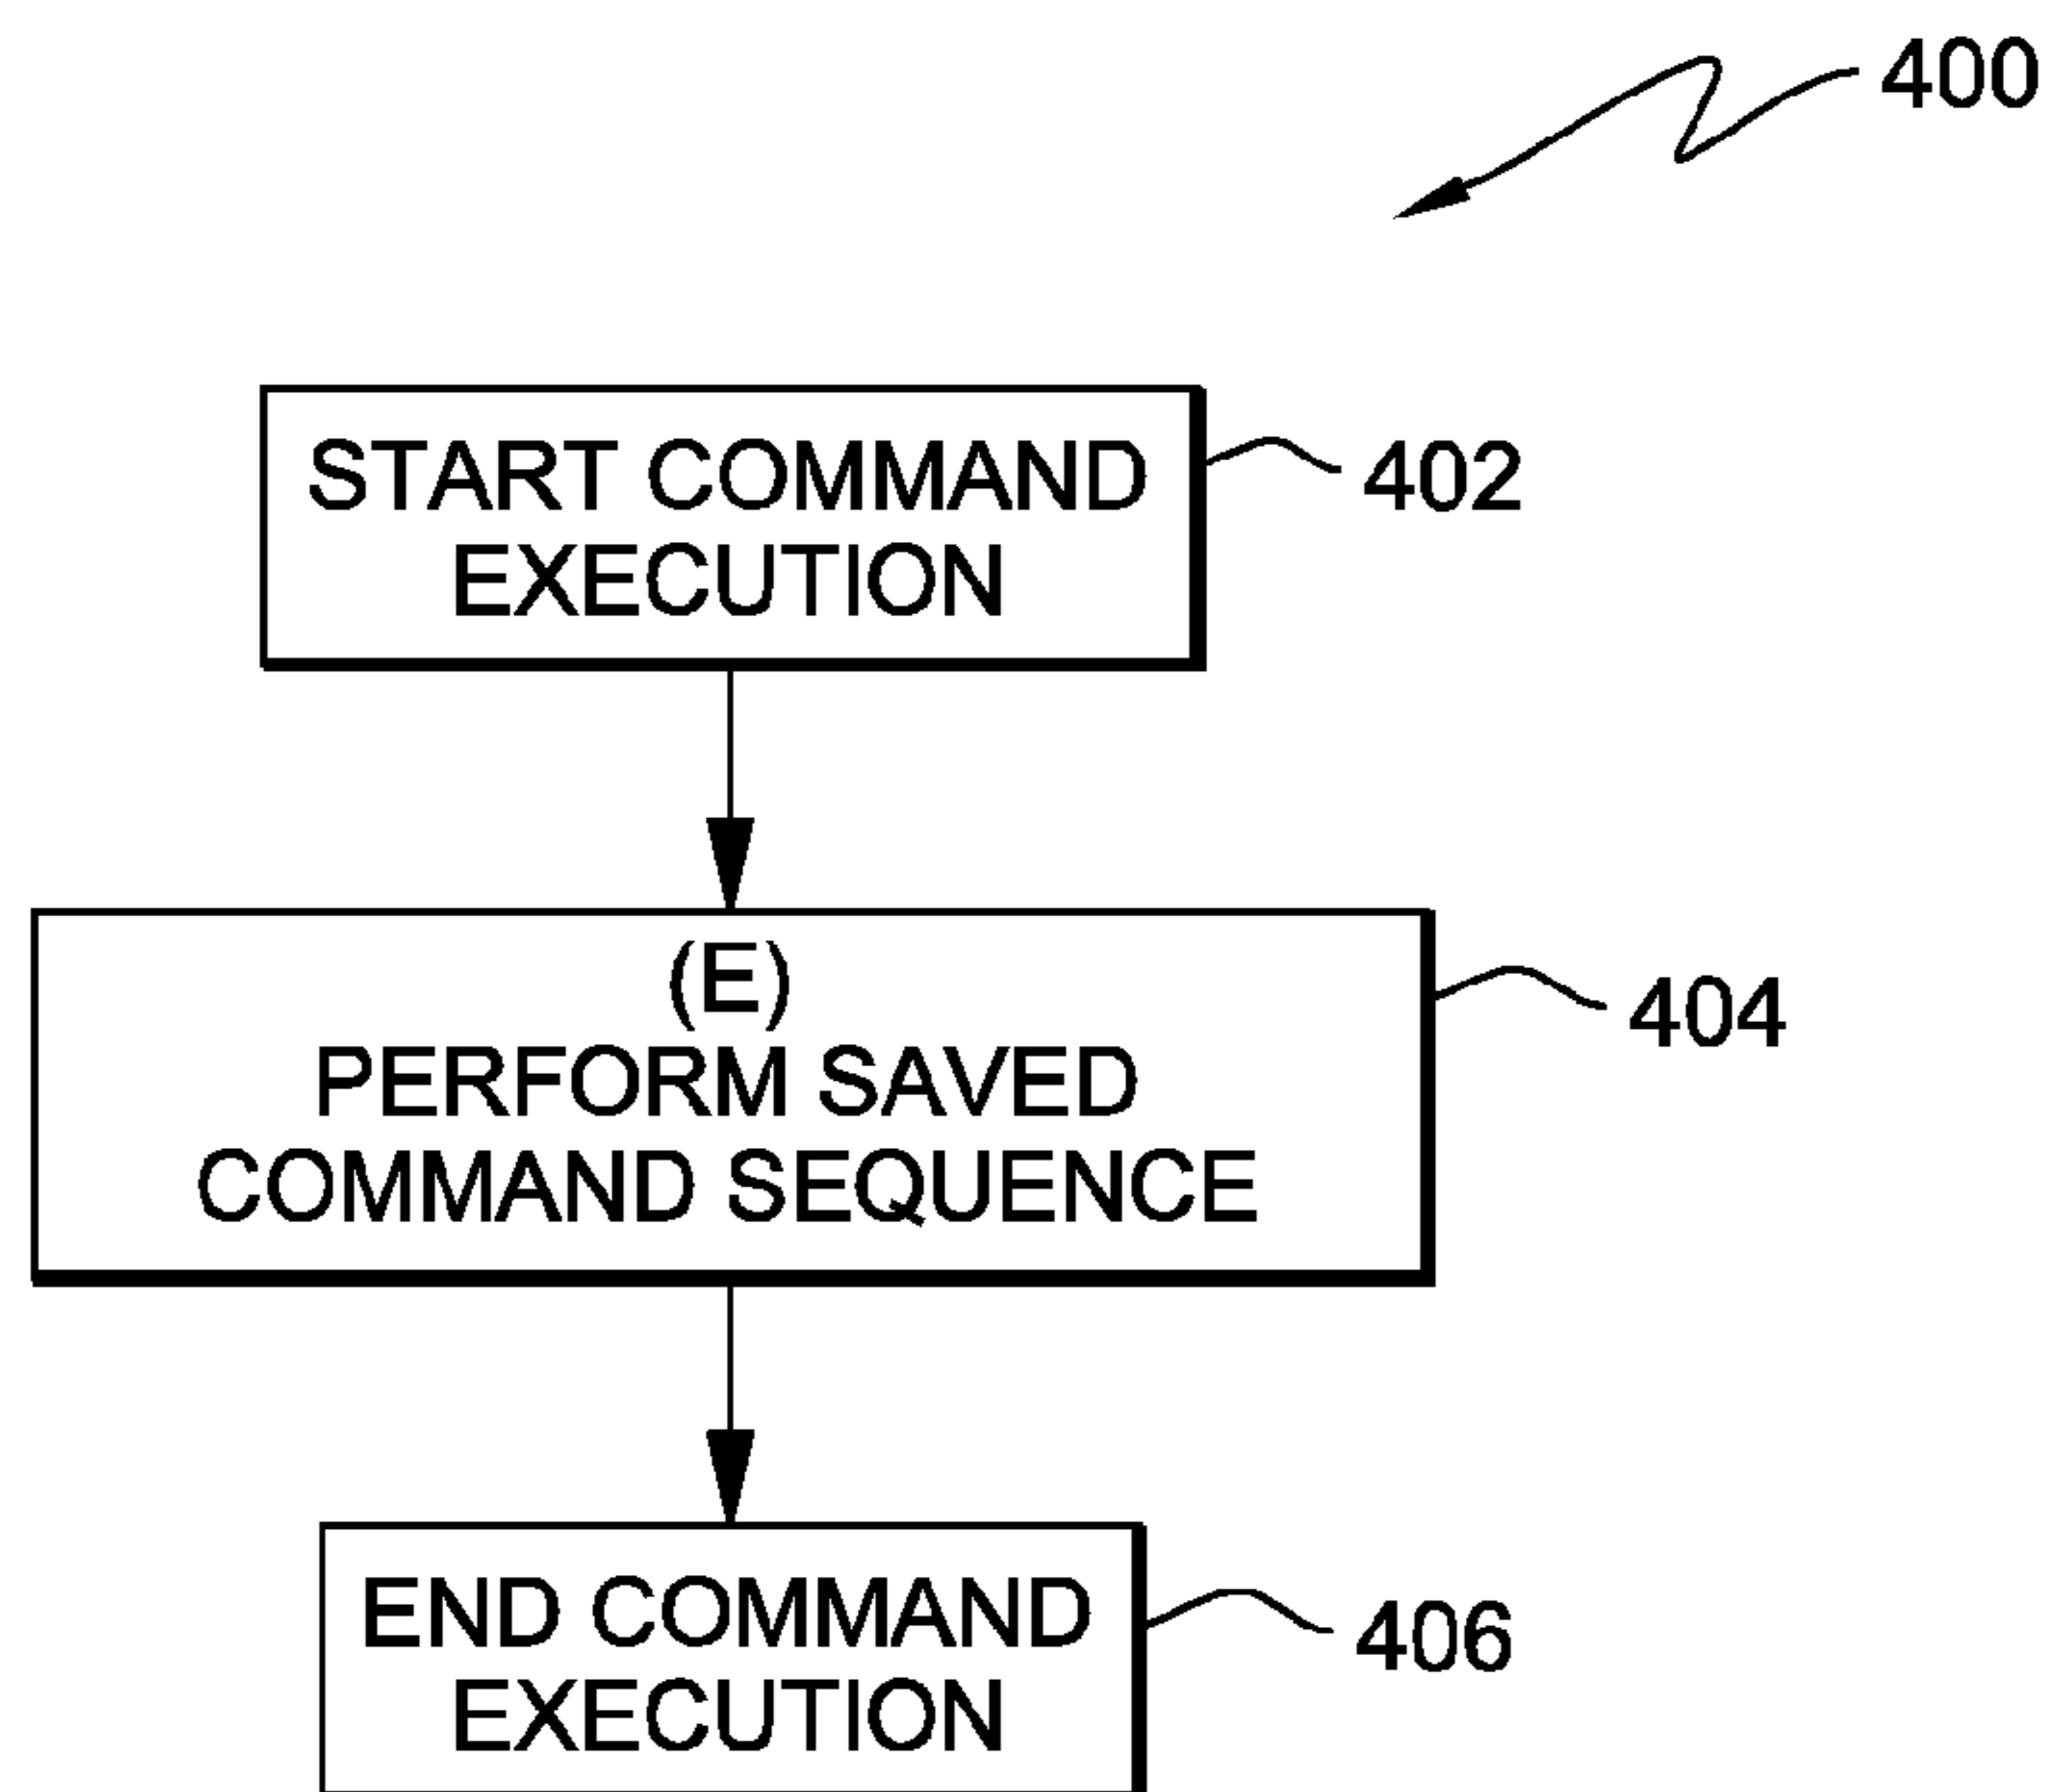 400
START COMMAND
EXECUTION
402
(E)
PERFORM SAVED
COMMAND SEQUENCE
404
END COMMAND
EXECUTION
406